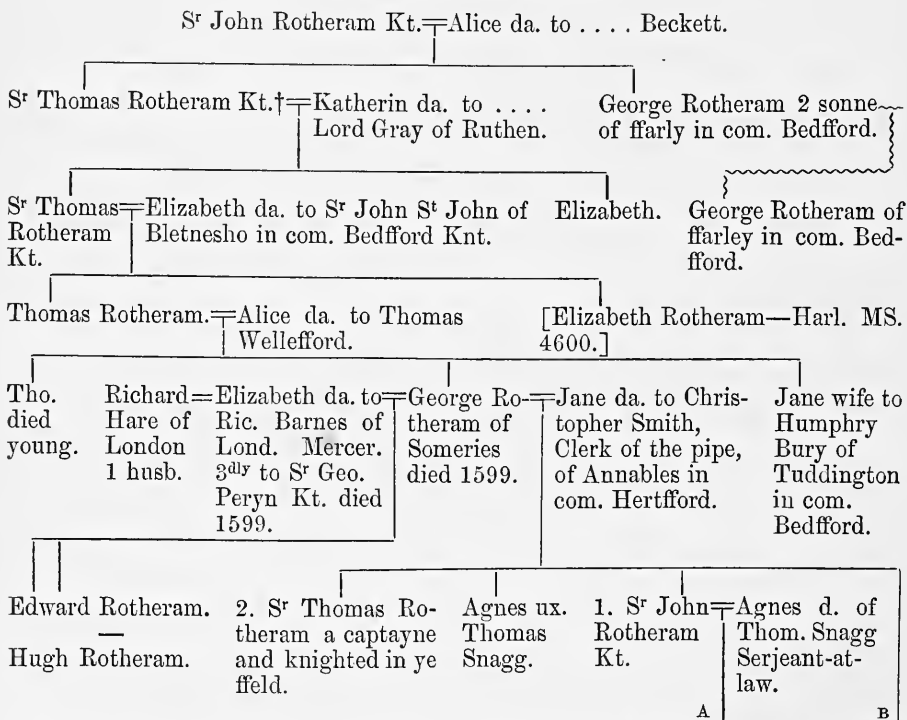 Sʳ John Rotheram Kt.=Alice da. to . . . . Beckett.
Sʳ Thomas Rotheram Kt.†=Katherin da. to . . . .
Lord Gray of Ruthen.
George Rotheram 2 sonne
of ffarly in com. Bedfford.
Sʳ Thomas=Elizabeth da. to Sʳ John Sᵗ John of
Rotheram Bletnesho in com. Bedfford Knt.
Kt.
Elizabeth.
George Rotheram of
ffarley in com. Bed-
fford.
Thomas Rotheram.=Alice da. to Thomas
Wellefford.
[Elizabeth Rotheram—Harl. MS.
4600.]
Tho.
died
young.
Richard=
Hare of
London
1 husb.
Elizabeth da. to=
Ric. Barnes of
Lond. Mercer.
3ᵈˡʸ to Sʳ Geo.
Peryn Kt. died
1599.
George Ro-=
theram of
Someries
died 1599.
Jane da. to Chris-
topher Smith,
Clerk of the pipe,
of Annables in
com. Hertfford.
Jane wife to
Humphry
Bury of
Tuddington
in com.
Bedfford.
Edward Rotheram.
—
Hugh Rotheram.
2. Sʳ Thomas Ro-
theram a captayne
and knighted in ye
ffeld.
Agnes ux.
Thomas
Snagg.
1. Sʳ John=
Rotheram
Kt.
Agnes d. of
Thom. Snagg
Serjeant-at-
law.
A B